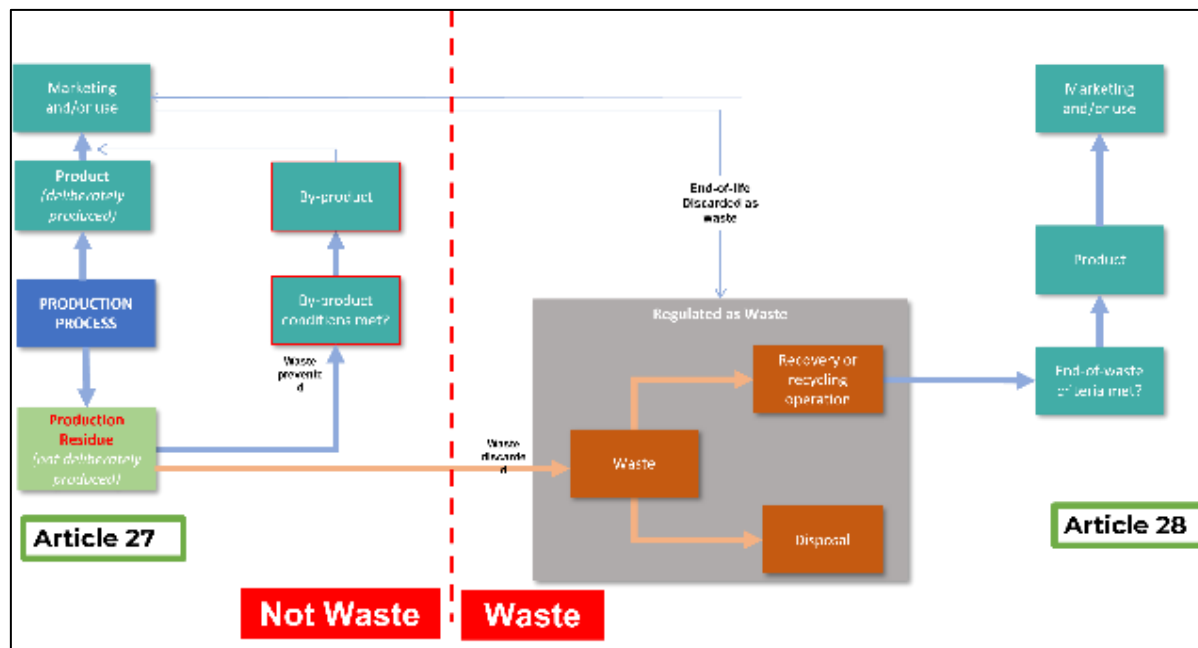 Marketing
and/or use
Product
(deliberately
produced)
PRODUCTION
PROCESS
Production
Residue
(not deliberately
produced)
Article 27
By-product
By-product
conditions met?
Waste
prevente
d
Not Waste
Waste
Waste
discarde
d
End-of-life
Discarded as
waste
Regulated as Waste
Waste
Recovery or
recycling
operation
Disposal
Marketing
and/or use
Product
End-of-waste
criteria met?
Article 28